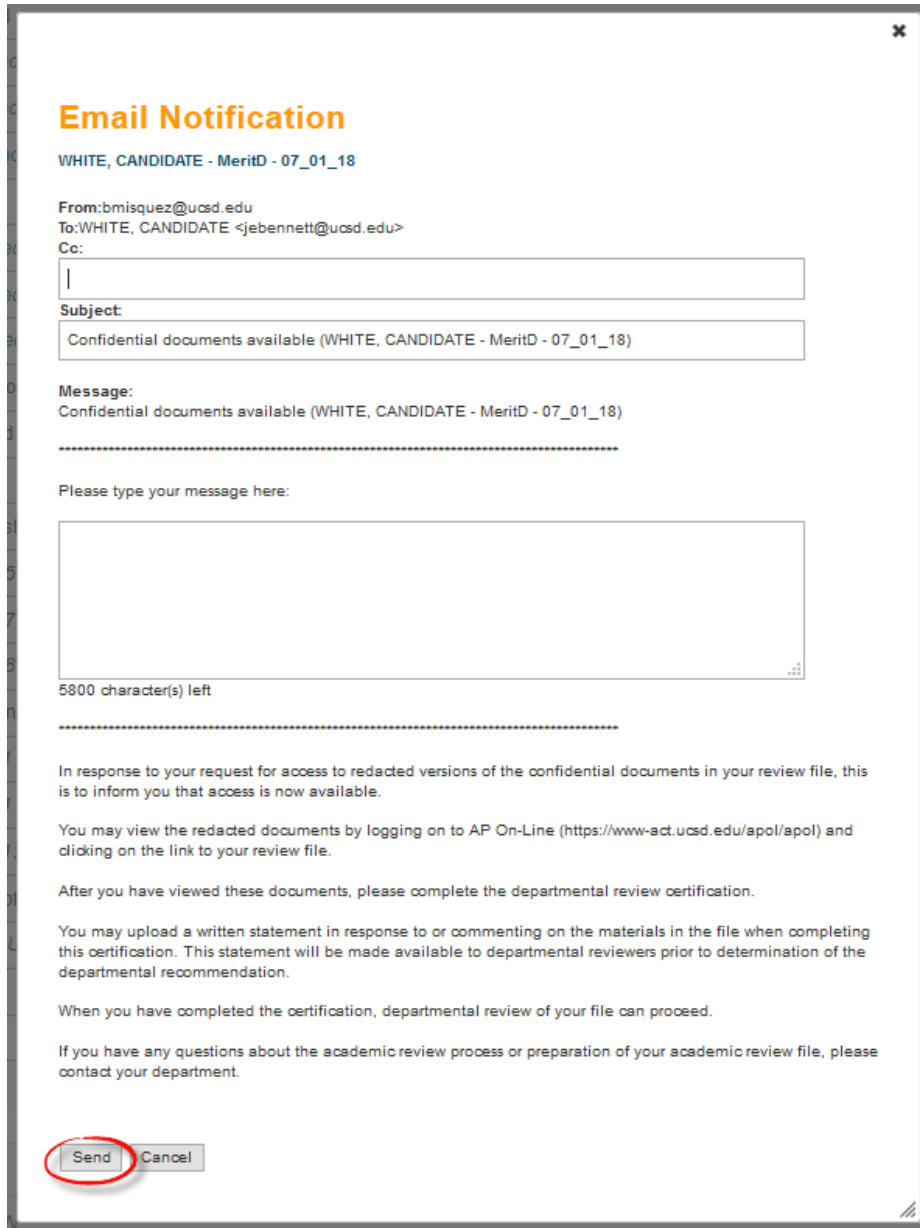 Email Notification
WHITE, CANDIDATE - MeritD - 07_01_18
From:bmisquez@ucsd.edu
To:WHITE, CANDIDATE <jebennett@ucsd.edu>
Cc:
Subject:
Confidential documents available (WHITE, CANDIDATE - MeritD - 07_01_18)
Message:
Confidential documents available (WHITE, CANDIDATE - MeritD - 07_01_18)
Please type your message here:
5800 character(s) left
In response to your request for access to redacted versions of the confidential documents in your review file, this
is to inform you that access is now available.
You may view the redacted documents by logging on to AP On-Line (https://www-act.ucsd.edu/apol/apol) and
clicking on the link to your review file.
After you have viewed these documents, please complete the departmental review certification.
You may upload a written statement in response to or commenting on the materials in the file when completing
this certification. This statement will be made available to departmental reviewers prior to determination of the
departmental recommendation.
When you have completed the certification, departmental review of your file can proceed.
If you have any questions about the academic review process or preparation of your academic review file, please
contact your department.
Send Cancel